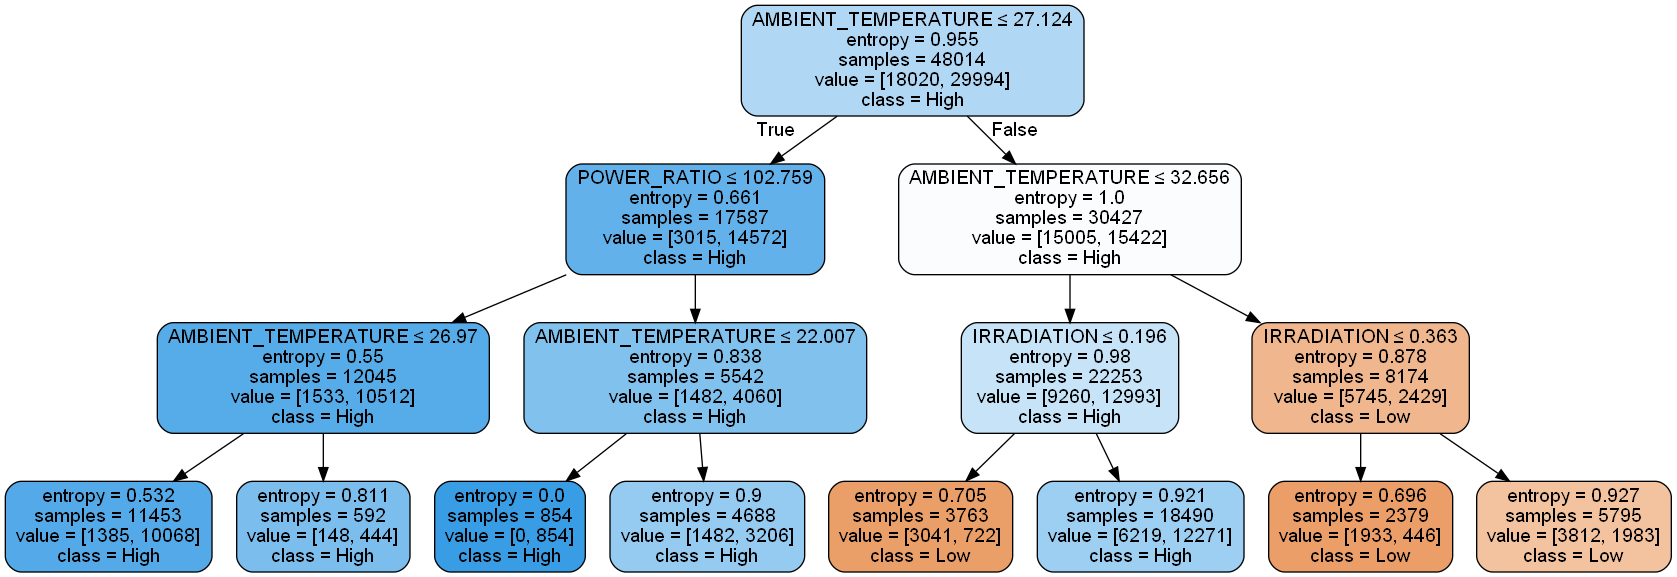 AMBIENT_TEMPERATURE ≤ 27.124
entropy = 0.955
samples = 48014
value = [18020, 29994]
class = High
True
False
POWER_RATIO ≤ 102.759
entropy = 0.661
samples = 17587
value = [3015, 14572]
class = High
AMBIENT_TEMPERATURE ≤ 32.656
entropy = 1.0
samples = 30427
value = [15005, 15422]
class = High
AMBIENT_TEMPERATURE ≤ 26.97
entropy = 0.55
samples = 12045
value = [1533, 10512]
class = High
AMBIENT_TEMPERATURE ≤ 22.007
entropy = 0.838
samples = 5542
value = [1482, 4060]
class = High
IRRADIATION ≤ 0.196
entropy = 0.98
samples = 22253
value = [9260, 12993]
class = High
IRRADIATION ≤ 0.363
entropy = 0.878
samples = 8174
value = [5745, 2429]
class = Low
entropy = 0.532
samples = 11453
value = [1385, 10068]
class = High
entropy = 0.811
samples = 592
value = [148, 444]
class = High
entropy = 0.0
samples = 854
value = [0, 854]
class = High
entropy = 0.9
samples = 4688
value = [1482, 3206]
class = High
entropy = 0.705
samples = 3763
value = [3041, 722]
class = Low
entropy = 0.921
samples = 18490
value = [6219, 12271]
class = High
entropy = 0.696
samples = 2379
value = [1933, 446]
class = Low
entropy = 0.927
samples = 5795
value = [3812, 1983]
class = Low